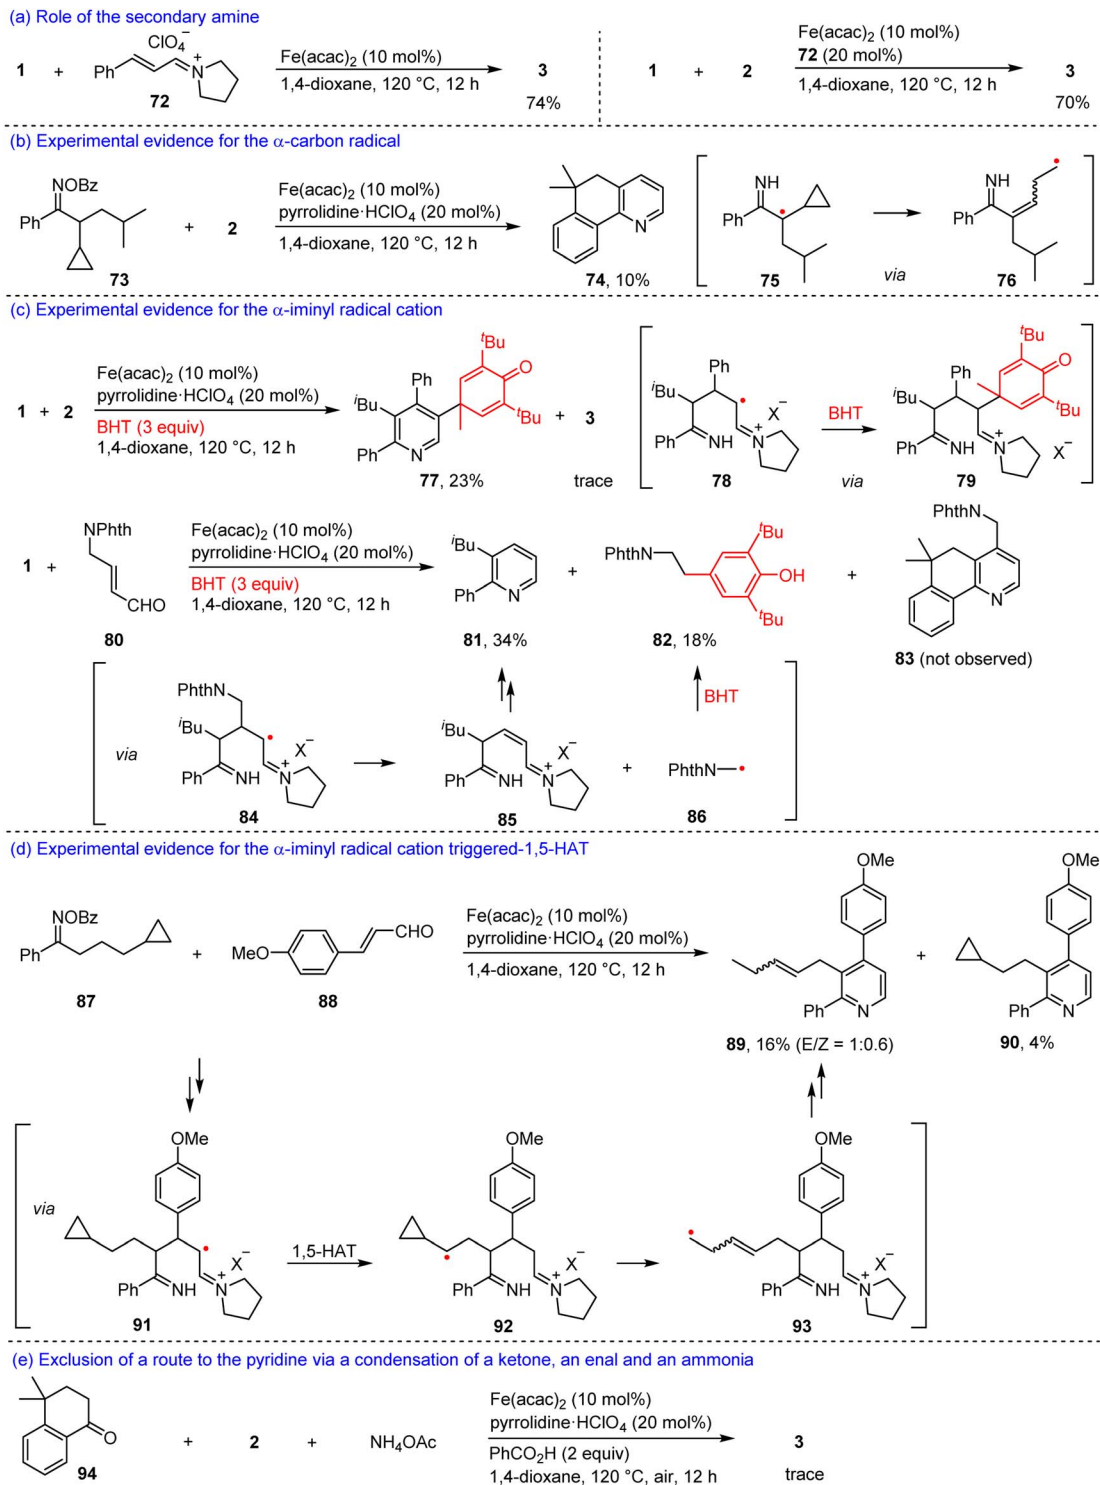 (a) Role of the secondary amine
1 + Ph ClO4− N+ 72
Fe(acac)2 (10 mol%)
1,4-dioxane, 120 °C, 12 h
3
74%
1 + 2
Fe(acac)2 (10 mol%)
72 (20 mol%)
1,4-dioxane, 120 °C, 12 h
3
70%
(b) Experimental evidence for the α-carbon radical
NOBz
Ph
73
+ 2
Fe(acac)2 (10 mol%)
pyrrolidine·HClO4 (20 mol%)
1,4-dioxane, 120 °C, 12 h
N
74, 10%
NH
Ph
75
via
NH
Ph
76
(c) Experimental evidence for the α-iminyl radical cation
1 + 2
Fe(acac)2 (10 mol%)
pyrrolidine·HClO4 (20 mol%)
BHT (3 equiv)
1,4-dioxane, 120 °C, 12 h
tBu
O
Ph
iBu
tBu
Ph
N
77, 23%
+ 3
trace
Ph
iBu
X−
Ph NH N+
78
BHT
via
tBu
O
Ph
iBu
tBu
Ph NH N+ X−
79
1 +
NPhth
CHO
80
Fe(acac)2 (10 mol%)
pyrrolidine·HClO4 (20 mol%)
BHT (3 equiv)
1,4-dioxane, 120 °C, 12 h
iBu
Ph N
81, 34%
+
tBu
PhthN
OH
tBu
82, 18%
+
PhthN
N
83 (not observed)
via
PhthN
iBu
X−
Ph NH N+
84
iBu
X−
Ph NH N+
85
+
BHT
PhthN
86
(d) Experimental evidence for the α-iminyl radical cation triggered-1,5-HAT
NOBz
Ph
87
+
MeO CHO
88
Fe(acac)2 (10 mol%)
pyrrolidine·HClO4 (20 mol%)
1,4-dioxane, 120 °C, 12 h
OMe
Ph N
89, 16% (E/Z = 1:0.6)
+
OMe
Ph N
90, 4%
via
OMe
X−
Ph NH N+
91
1,5-HAT
OMe
X−
Ph NH N+
92
OMe
X−
Ph NH N+
93
(e) Exclusion of a route to the pyridine via a condensation of a ketone, an enal and an ammonia
O
94
+ 2 + NH4OAc
Fe(acac)2 (10 mol%)
pyrrolidine·HClO4 (20 mol%)
PhCO2H (2 equiv)
1,4-dioxane, 120 °C, air, 12 h
3
trace